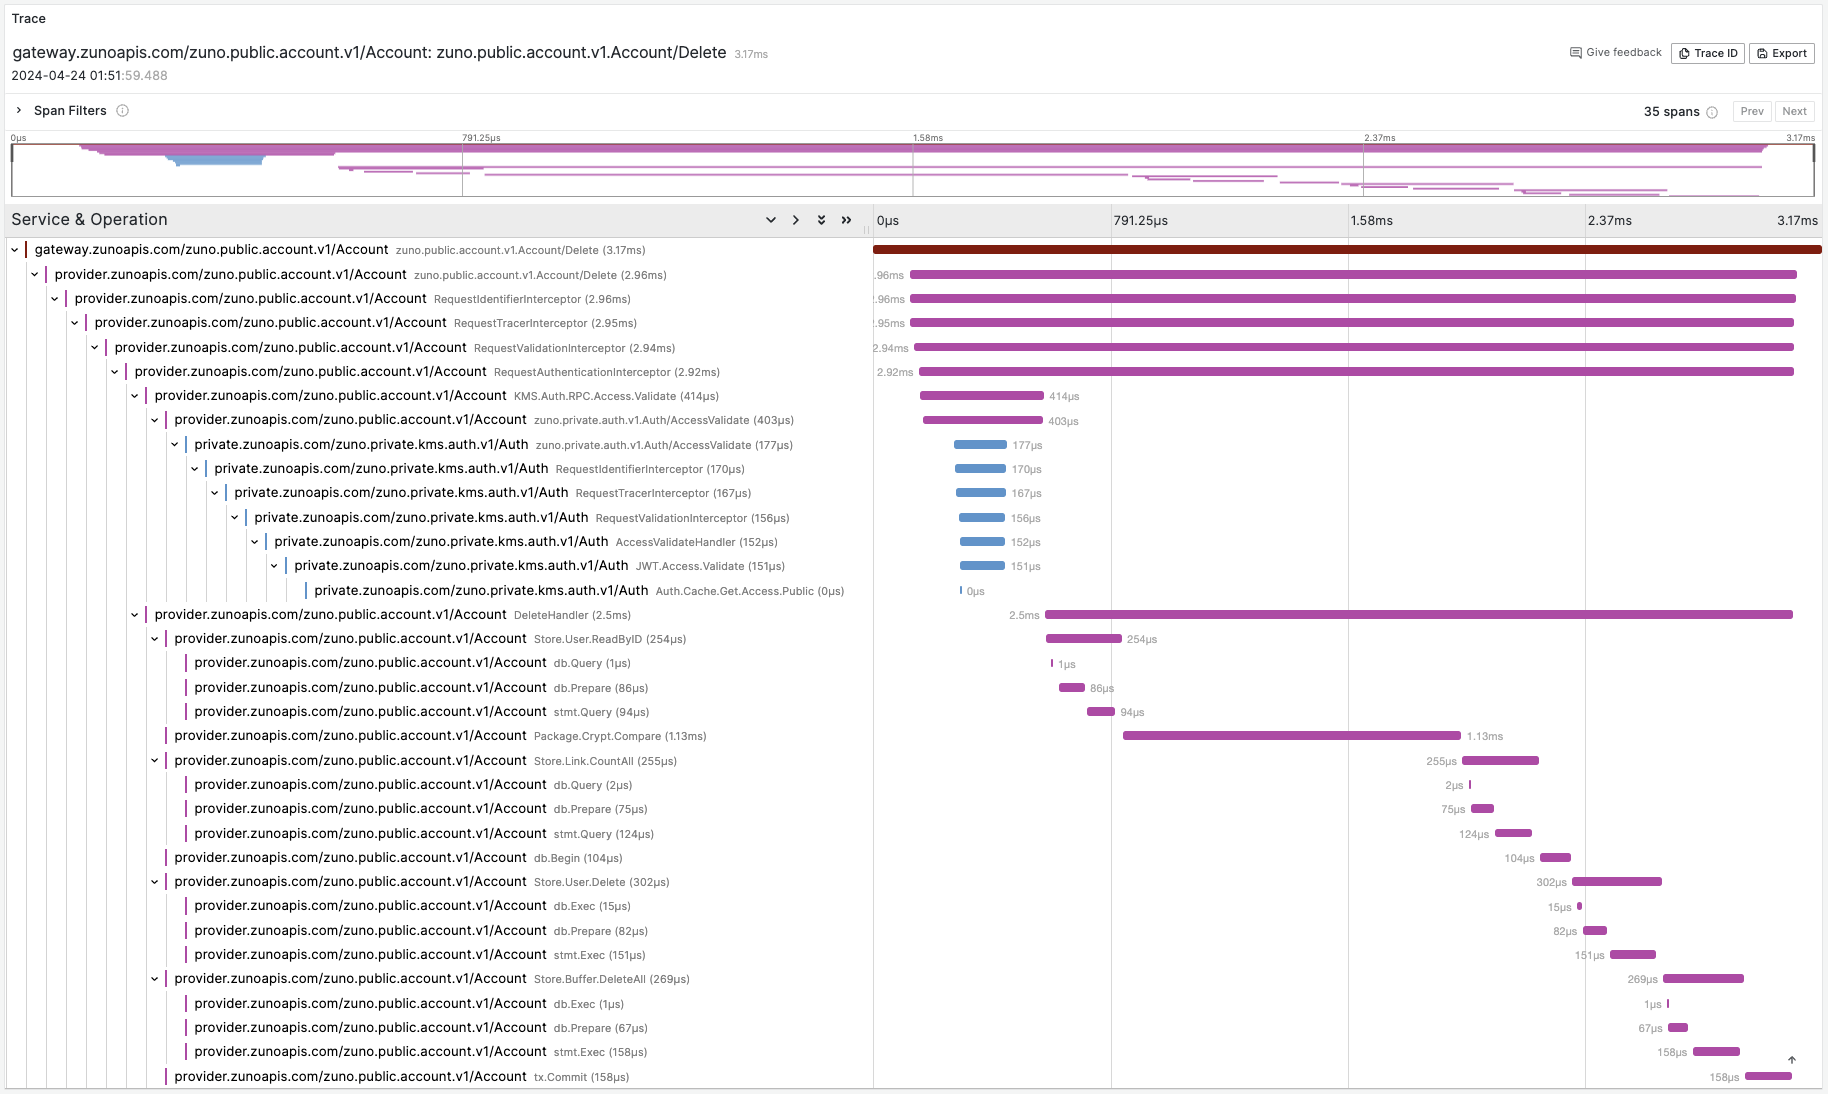 Trace
gateway.zunoapis.com/zuno.public.account.v1/Account: zuno.public.account.v1.Account/Delete 3.17ms
Give feedback Trace ID Export
2024-04-24 01:51:59.488
Span Filters
35 spans Prev Next
0µs 791.25µs 1.58ms 2.37ms 3.17ms
Service & Operation 0µs 791.25µs 1.58ms 2.37ms 3.17ms
gateway.zunoapis.com/zuno.public.account.v1/Account zuno.public.account.v1.Account/Delete (3.17ms)
provider.zunoapis.com/zuno.public.account.v1/Account zuno.public.account.v1.Account/Delete (2.96ms) .96ms
provider.zunoapis.com/zuno.public.account.v1/Account RequestIdentifierInterceptor (2.96ms) .96ms
provider.zunoapis.com/zuno.public.account.v1/Account RequestTracerInterceptor (2.95ms) .95ms
provider.zunoapis.com/zuno.public.account.v1/Account RequestValidationInterceptor (2.94ms) 2.94ms
provider.zunoapis.com/zuno.public.account.v1/Account RequestAuthenticationInterceptor (2.92ms) 2.92ms
provider.zunoapis.com/zuno.public.account.v1/Account KMS.Auth.RPC.Access.Validate (414µs) 414µs
provider.zunoapis.com/zuno.public.account.v1/Account zuno.private.auth.v1.Auth/AccessValidate (403µs) 403µs
private.zunoapis.com/zuno.private.kms.auth.v1/Auth zuno.private.auth.v1.Auth/AccessValidate (177µs) 177µs
private.zunoapis.com/zuno.private.kms.auth.v1/Auth RequestIdentifierInterceptor (170µs) 170µs
private.zunoapis.com/zuno.private.kms.auth.v1/Auth RequestTracerInterceptor (167µs) 167µs
private.zunoapis.com/zuno.private.kms.auth.v1/Auth RequestValidationInterceptor (156µs) 156µs
private.zunoapis.com/zuno.private.kms.auth.v1/Auth AccessValidateHandler (152µs) 152µs
private.zunoapis.com/zuno.private.kms.auth.v1/Auth JWT.Access.Validate (151µs) 151µs
private.zunoapis.com/zuno.private.kms.auth.v1/Auth Auth.Cache.Get.Access.Public (0µs) 0µs
provider.zunoapis.com/zuno.public.account.v1/Account DeleteHandler (2.5ms) 2.5ms
provider.zunoapis.com/zuno.public.account.v1/Account Store.User.ReadByID (254µs) 254µs
provider.zunoapis.com/zuno.public.account.v1/Account db.Query (1µs) 1µs
provider.zunoapis.com/zuno.public.account.v1/Account db.Prepare (86µs) 86µs
provider.zunoapis.com/zuno.public.account.v1/Account stmt.Query (94µs) 94µs
provider.zunoapis.com/zuno.public.account.v1/Account Package.Crypt.Compare (1.13ms) 1.13ms
provider.zunoapis.com/zuno.public.account.v1/Account Store.Link.CountAll (255µs) 255µs
provider.zunoapis.com/zuno.public.account.v1/Account db.Query (2µs) 2µs
provider.zunoapis.com/zuno.public.account.v1/Account db.Prepare (75µs) 75µs
provider.zunoapis.com/zuno.public.account.v1/Account stmt.Query (124µs) 124µs
provider.zunoapis.com/zuno.public.account.v1/Account db.Begin (104µs) 104µs
provider.zunoapis.com/zuno.public.account.v1/Account Store.User.Delete (302µs) 302µs
provider.zunoapis.com/zuno.public.account.v1/Account db.Exec (15µs) 15µs
provider.zunoapis.com/zuno.public.account.v1/Account db.Prepare (82µs) 82µs
provider.zunoapis.com/zuno.public.account.v1/Account stmt.Exec (151µs) 151µs
provider.zunoapis.com/zuno.public.account.v1/Account Store.Buffer.DeleteAll (269µs) 269µs
provider.zunoapis.com/zuno.public.account.v1/Account db.Exec (1µs) 1µs
provider.zunoapis.com/zuno.public.account.v1/Account db.Prepare (67µs) 67µs
provider.zunoapis.com/zuno.public.account.v1/Account stmt.Exec (158µs) 158µs
provider.zunoapis.com/zuno.public.account.v1/Account tx.Commit (158µs) 158µs